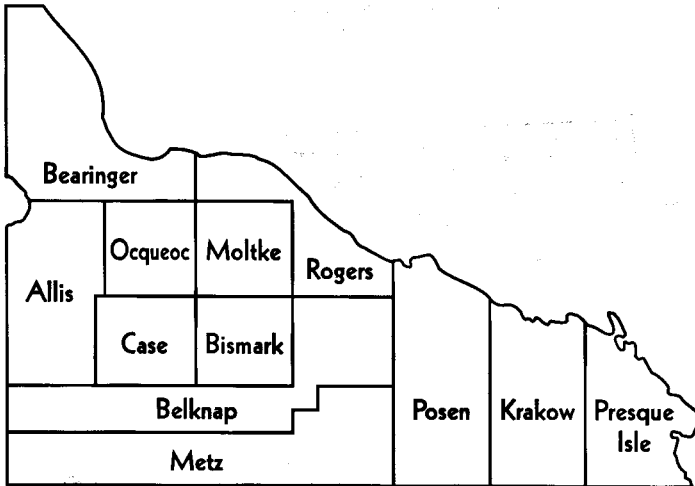 Bearinger
Ocqueoc
Moltke
Rogers
Allis
Case
Bismark
Belknap
Posen
Krakow
Presque
Isle
Metz